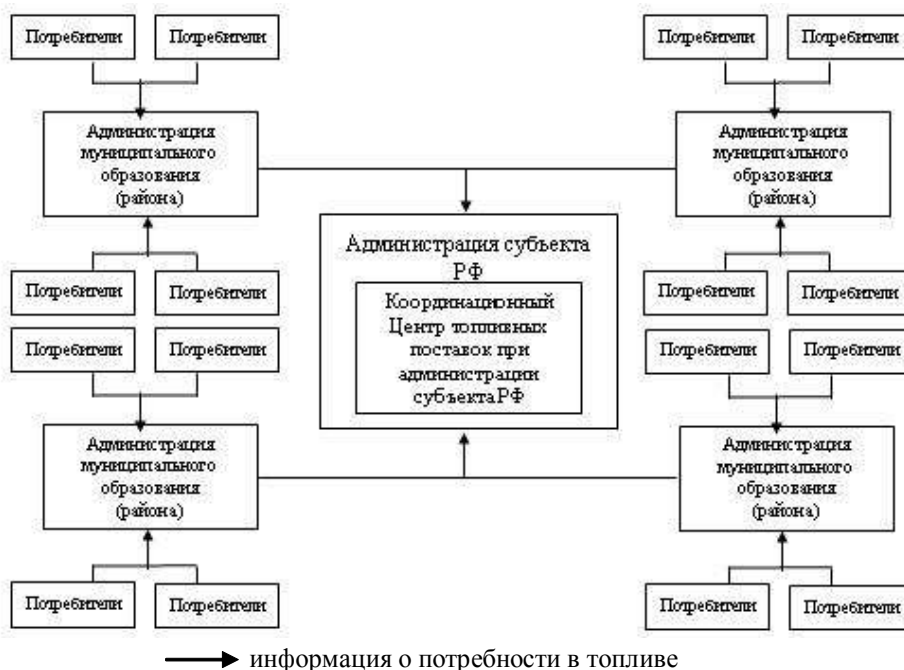 Потребители
Потребители
Потребители
Потребители
Администрация
муниципального
образования
(района)
Администрация
муниципального
образования
(района)
Администрация субъекта
РФ
Координационный
Центр топливных
поставок при
администрации
субъекта РФ
Потребители
Потребители
Потребители
Потребители
Потребители
Потребители
Потребители
Потребители
Администрация
муниципального
образования
(района)
Администрация
муниципального
образования
(района)
Потребители
Потребители
Потребители
Потребители
информация о потребности в топливе